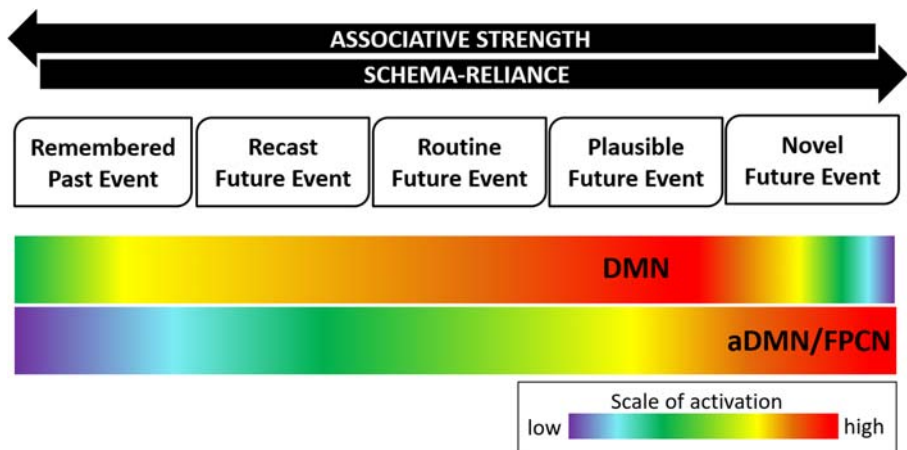 ASSOCIATIVE STRENGTH
SCHEMA-RELIANCE
Remembered
Past Event
Recast
Future Event
Routine
Future Event
Plausible
Future Event
Novel
Future Event
DMN
aDMN/FPCN
Scale of activation
low
high